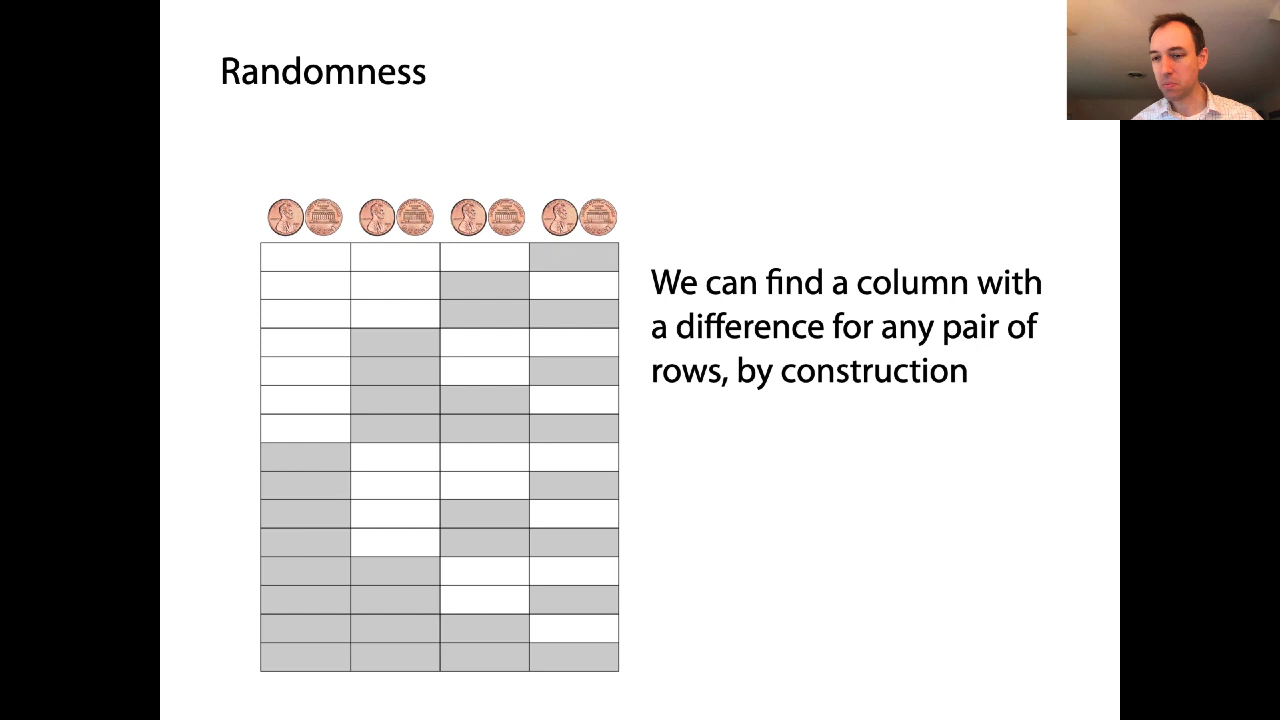 Randomness
We can find a column with
a difference for any pair of
rows, by construction